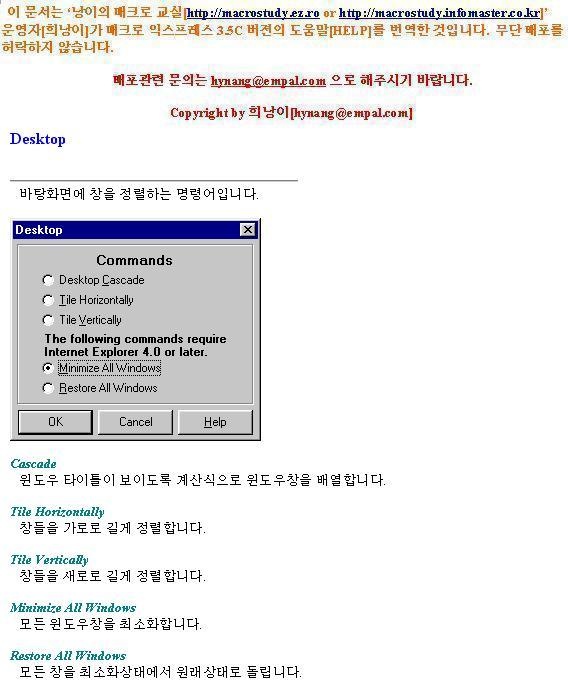 이 문서는 ‘낭이의 매크로 교실[http://macrostudy.ez.ro or http://macrostudy.infomaster.co.kr]’
운영자[희낭이]가 매크로 익스프레스 3.5C 버젼의 도움말[HELP]를 번역한 것입니다. 무단 배포를
허락하지 않습니다.
배포관련 문의는 hynang@empal.com 으로 해주시기 바랍니다.
Copyright by 희낭이[hynang@empal.com]
Desktop
바탕화면에 창을 정렬하는 명령어입니다.
Desktop
Commands
Desktop Cascade
Tile Horizontally
Tile Vertically
The following commands require
Internet Explorer 4.0 or later.
Minimize All Windows
Restore All Windows
OK Cancel Help
Cascade
윈도우 타이틀이 보이도록 계산식으로 윈도우창을 배열합니다.
Tile Horizontally
창들을 가로로 길게 정렬합니다.
Tile Vertically
창들을 새로로 길게 정렬합니다.
Minimize All Windows
모든 윈도우창을 최소화합니다.
Restore All Windows
모든 창을 최소화상태에서 원래상태로 돌립니다.